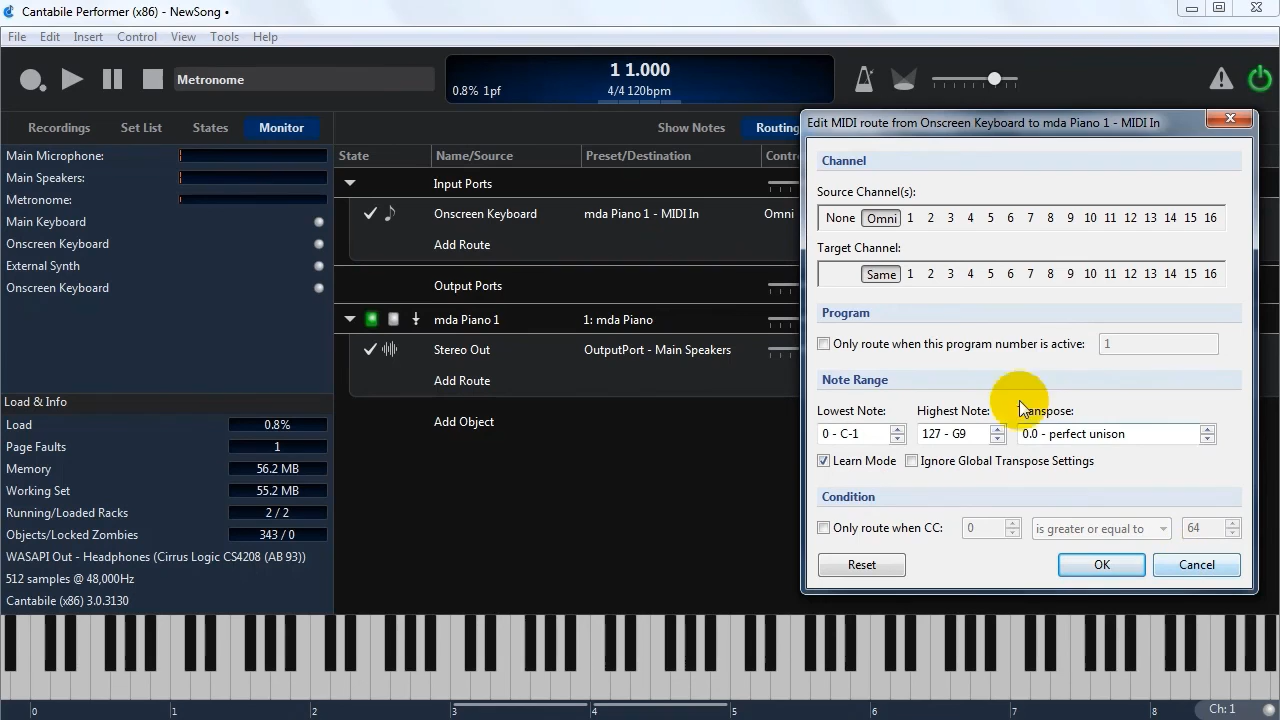 Cantabile Performer (x86) - NewSong •
File Edit Insert Control View Tools Help
Metronome
1 1.000
0.8% 1pf 4/4 120bpm
Recordings Set List States Monitor Show Notes Routing
Main Microphone:
Main Speakers:
Metronome:
Main Keyboard
Onscreen Keyboard
External Synth
Onscreen Keyboard
Load & Info
Load 0.8%
Page Faults 1
Memory 56.2 MB
Working Set 55.2 MB
Running/Loaded Racks 2 / 2
Objects/Locked Zombies 343 / 0
WASAPI Out - Headphones (Cirrus Logic CS4208 (AB 93))
512 samples @ 48,000Hz
Cantabile (x86) 3.0.3130
State Name/Source Preset/Destination Contr
Input Ports
Onscreen Keyboard mda Piano 1 - MIDI In Omni
Add Route
Output Ports
mda Piano 1 1: mda Piano
Stereo Out OutputPort - Main Speakers
Add Route
Add Object
Edit MIDI route from Onscreen Keyboard to mda Piano 1 - MIDI In
Channel
Source Channel(s):
None Omni 1 2 3 4 5 6 7 8 9 10 11 12 13 14 15 16
Target Channel:
Same 1 2 3 4 5 6 7 8 9 10 11 12 13 14 15 16
Program
Only route when this program number is active: 1
Note Range
Lowest Note: Highest Note: Transpose:
0 - C-1 127 - G9 0.0 - perfect unison
Learn Mode Ignore Global Transpose Settings
Condition
Only route when CC: 0 is greater or equal to 64
Reset OK Cancel
0 1 2 3 4 5 6 7 8 Ch: 1